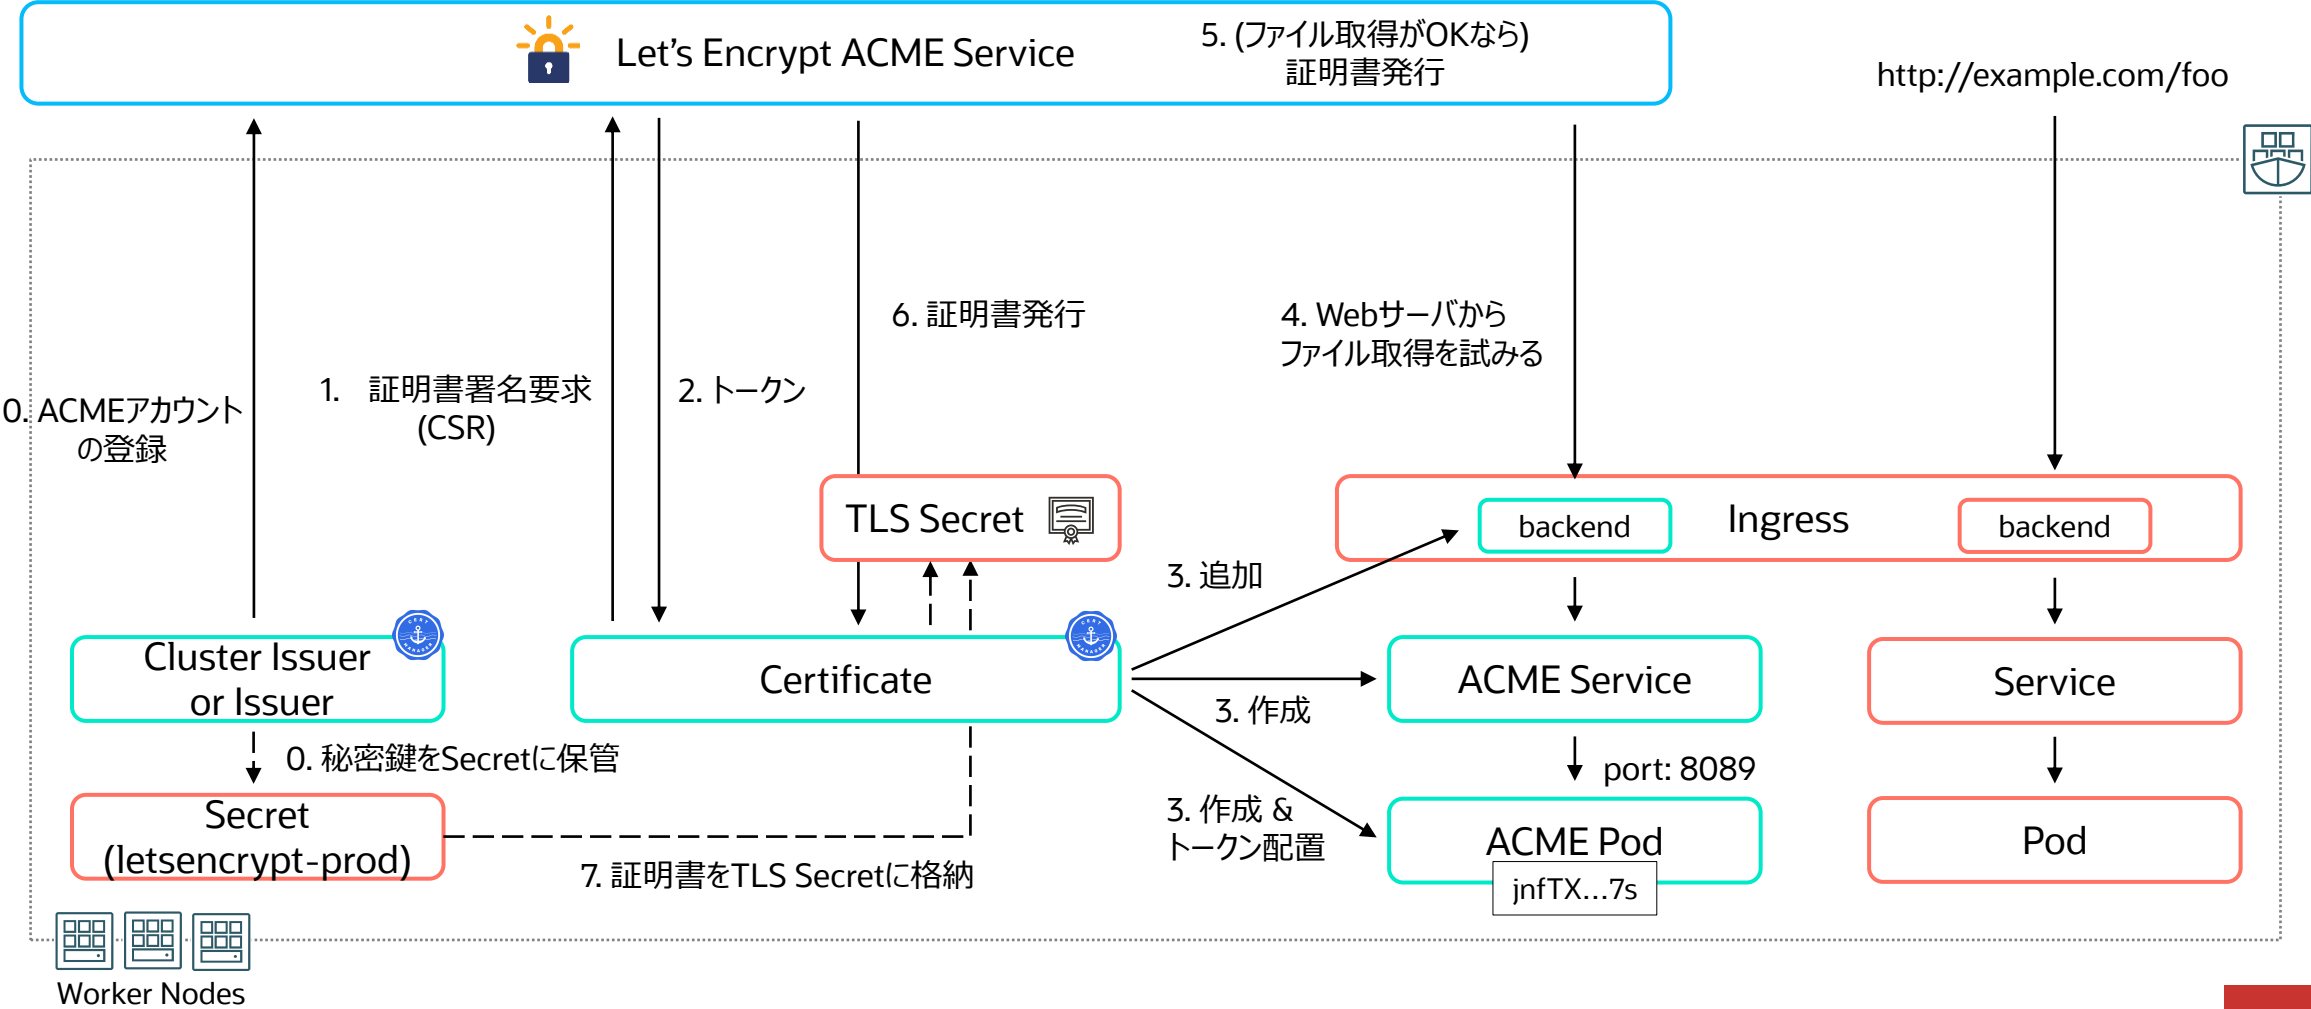 Let's Encrypt ACME Service
5. (ファイル取得がOKなら)
証明書発行
http://example.com/foo
6. 証明書発行
4. Webサーバから
ファイル取得を試みる
0. ACMEアカウント
の登録
1. 証明書署名要求
(CSR)
2. トークン
TLS Secret
backend
Ingress
backend
3. 追加
CERT
MANAGER
CERT
MANAGER
Cluster Issuer
or Issuer
Certificate
ACME Service
Service
3. 作成
0. 秘密鍵をSecretに保管
port: 8089
Secret
(letsencrypt-prod)
3. 作成 &
トークン配置
ACME Pod
Pod
7. 証明書をTLS Secretに格納
jnfTX...7s
Worker Nodes